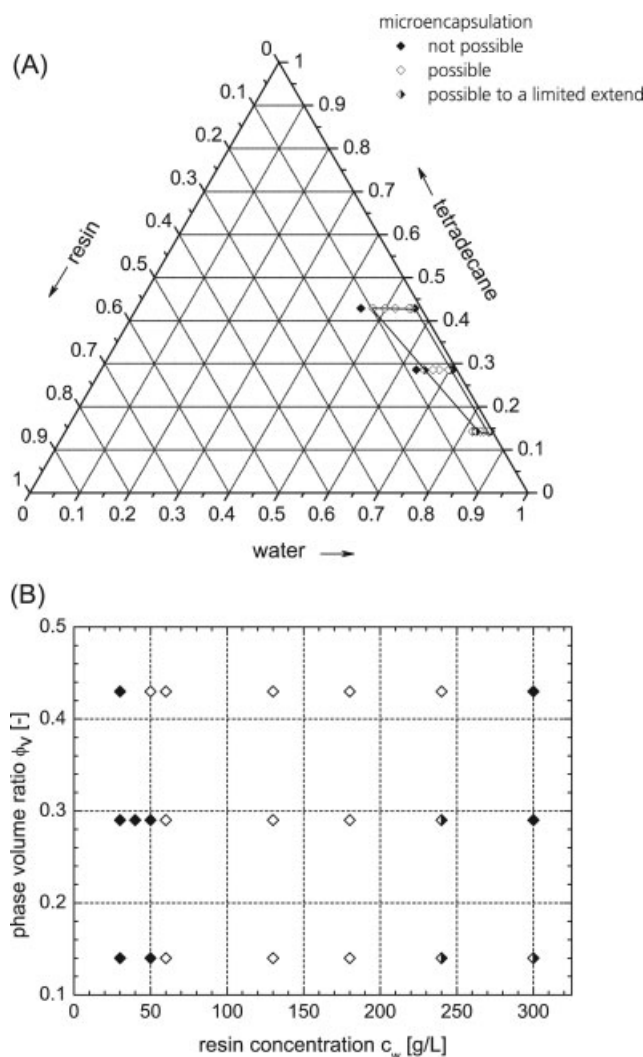 microencapsulation
not possible
possible
possible to a limited extend
(A)
0 1
0.1 0.9
0.2 0.8
0.3 0.7
0.4 0.6
0.5 0.5
0.6 0.4
0.7 0.3
0.8 0.2
0.9 0.1
1 0
0 0.1 0.2 0.3 0.4 0.5 0.6 0.7 0.8 0.9 1
← resin
tetradecane →
water →
(B)
0.5
0.4
0.3
0.2
0.1
0 50 100 150 200 250 300
phase volume ratio ϕV [-]
resin concentration cw [g/L]